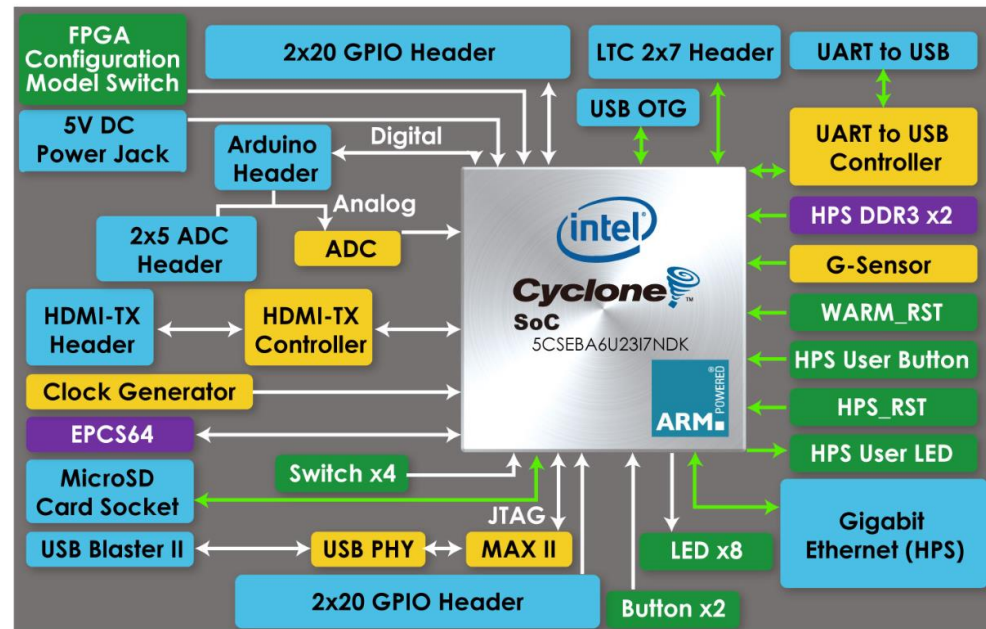 FPGA
Configuration
Model Switch
2x20 GPIO Header
LTC 2x7 Header
UART to USB
5V DC
Power Jack
Arduino
Header
Digital
USB OTG
UART to USB
Controller
Analog
2x5 ADC
Header
ADC
intel®
HPS DDR3 x2
G-Sensor
Cyclone™
SoC
5CSEBA6U23I7NDK
HDMI-TX
Header
HDMI-TX
Controller
WARM_RST
HPS User Button
Clock Generator
ARM®
POWERED
HPS_RST
EPCS64
HPS User LED
MicroSD
Card Socket
Switch x4
JTAG
Gigabit
Ethernet (HPS)
USB Blaster II
USB PHY
MAX II
LED x8
2x20 GPIO Header
Button x2